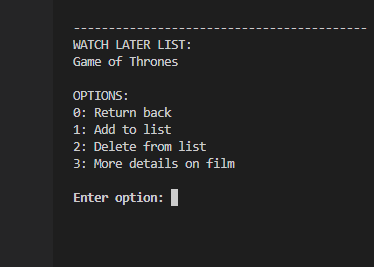 -----------------------------------------
WATCH LATER LIST:
Game of Thrones
OPTIONS:
0: Return back
1: Add to list
2: Delete from list
3: More details on film
Enter option: